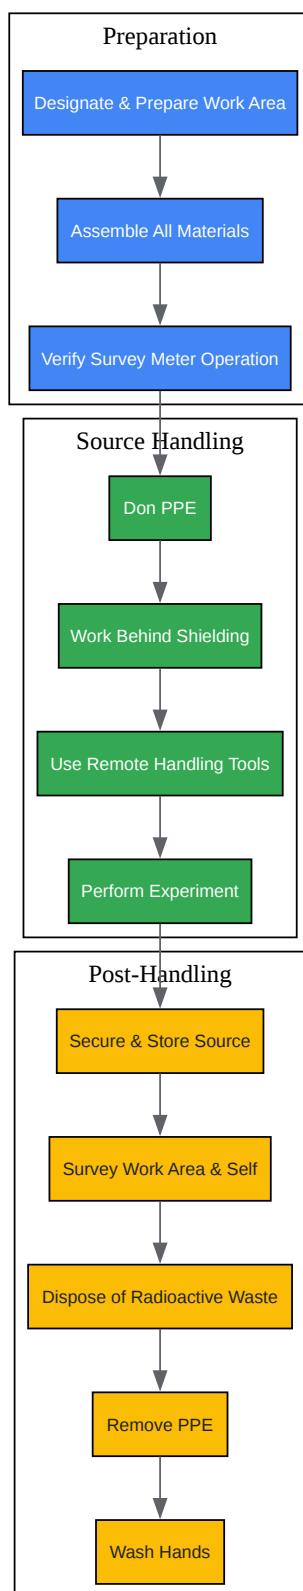 Preparation
Designate & Prepare Work Area
Assemble All Materials
Verify Survey Meter Operation
Source Handling
Don PPE
Work Behind Shielding
Use Remote Handling Tools
Perform Experiment
Post-Handling
Secure & Store Source
Survey Work Area & Self
Dispose of Radioactive Waste
Remove PPE
Wash Hands